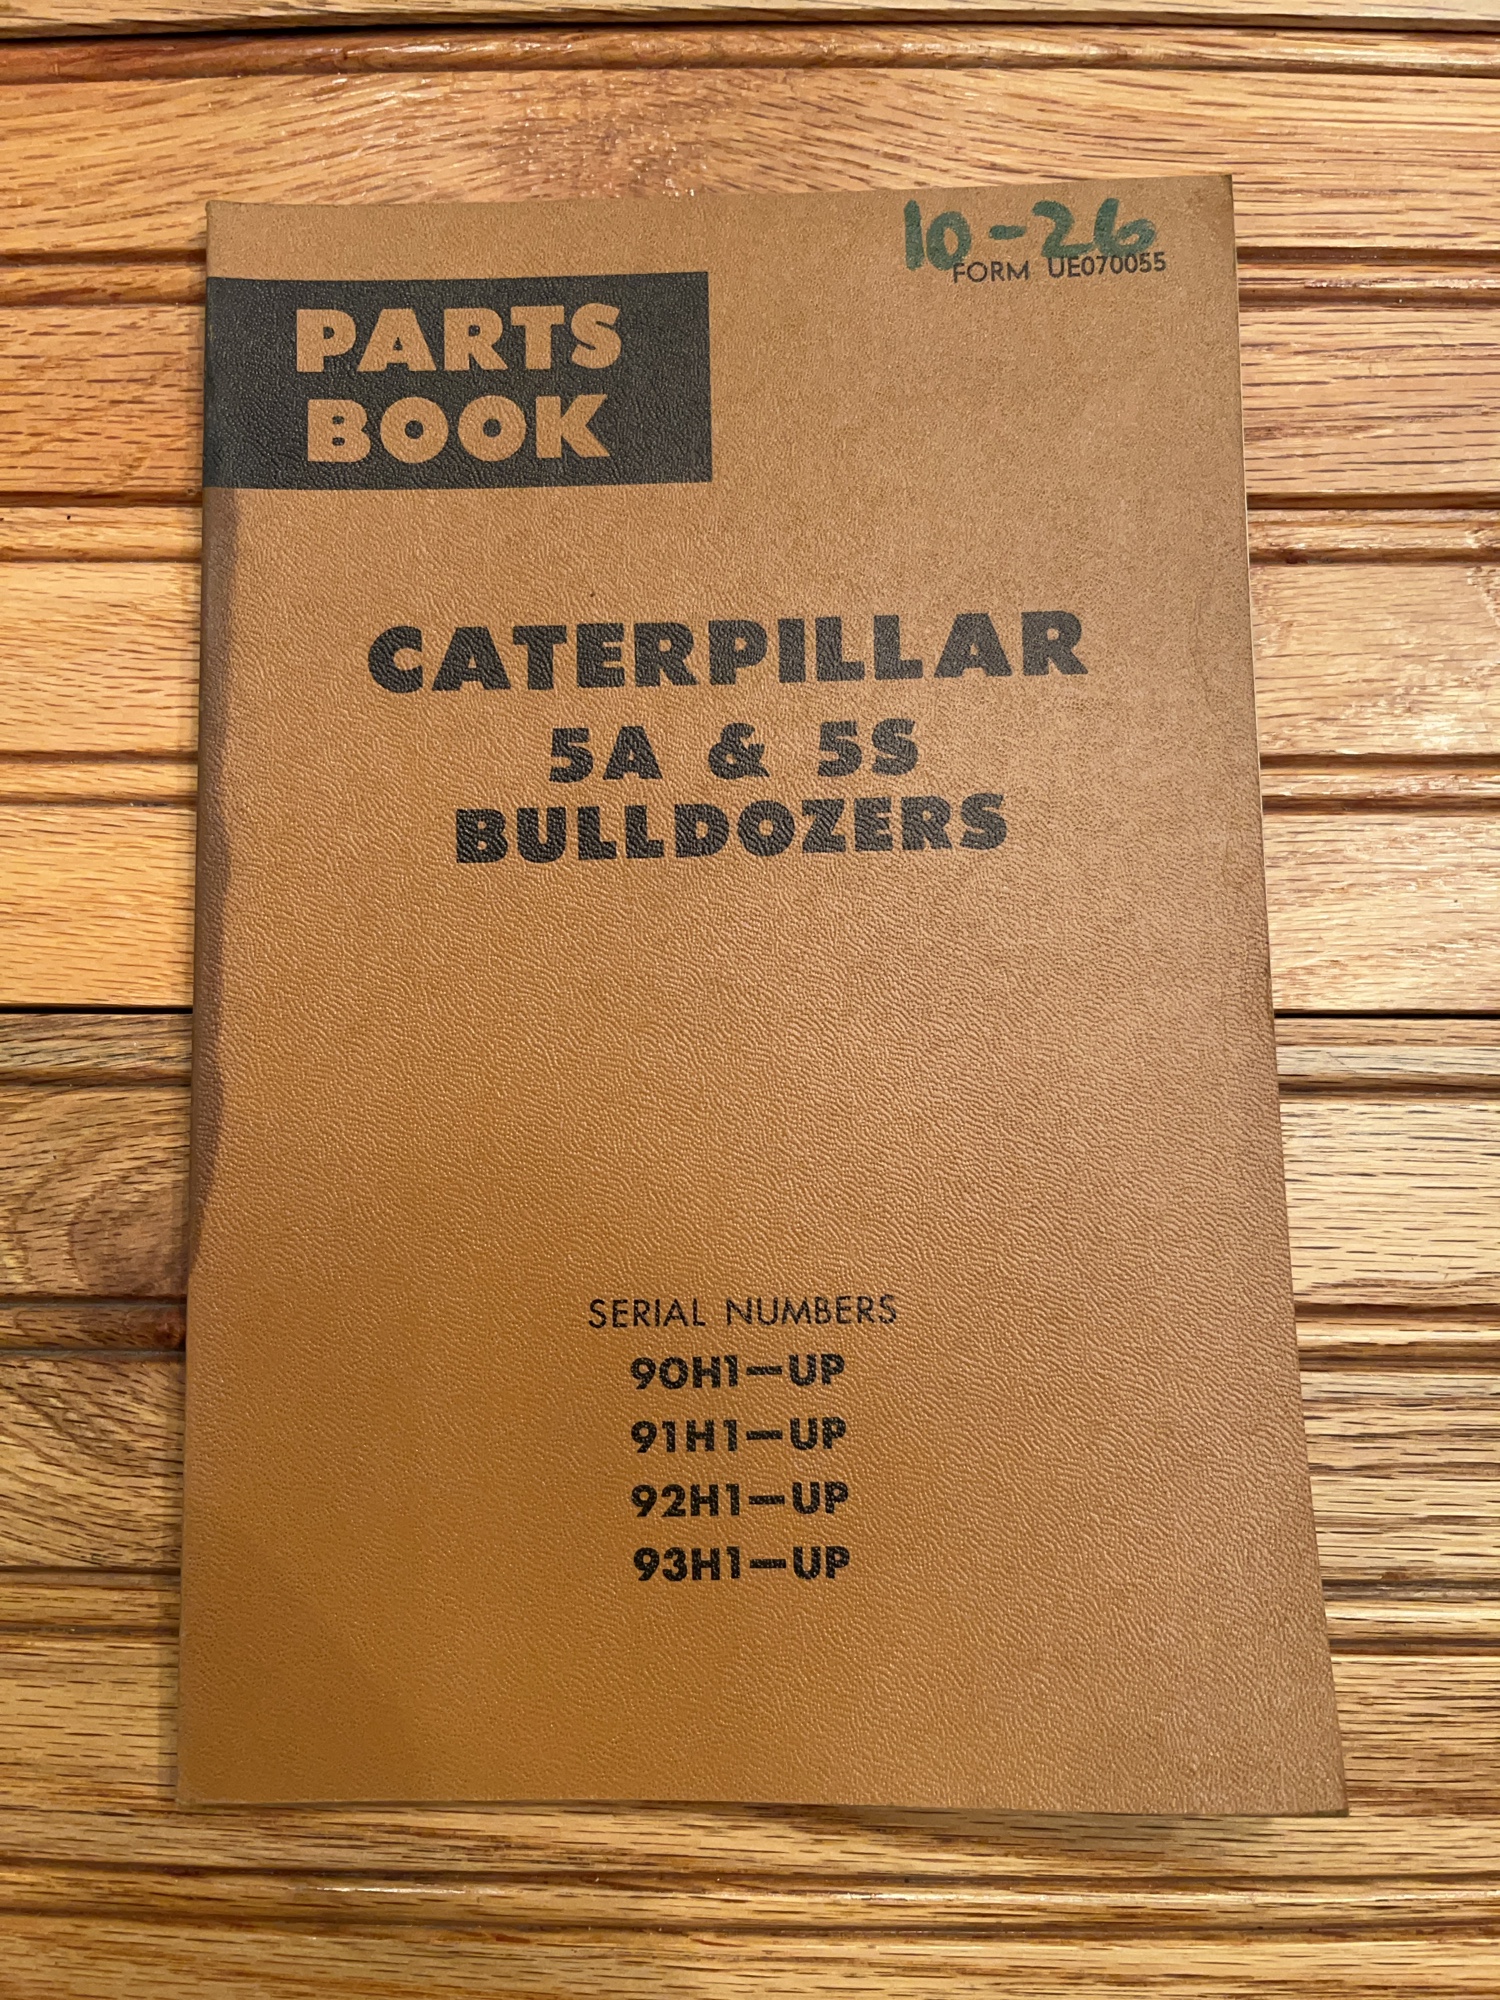 10-26
FORM UE070055
PARTS
BOOK
CATERPILLAR
5A & 5S
BULLDOZERS
SERIAL NUMBERS
90H1—UP
91H1—UP
92H1—UP
93H1—UP